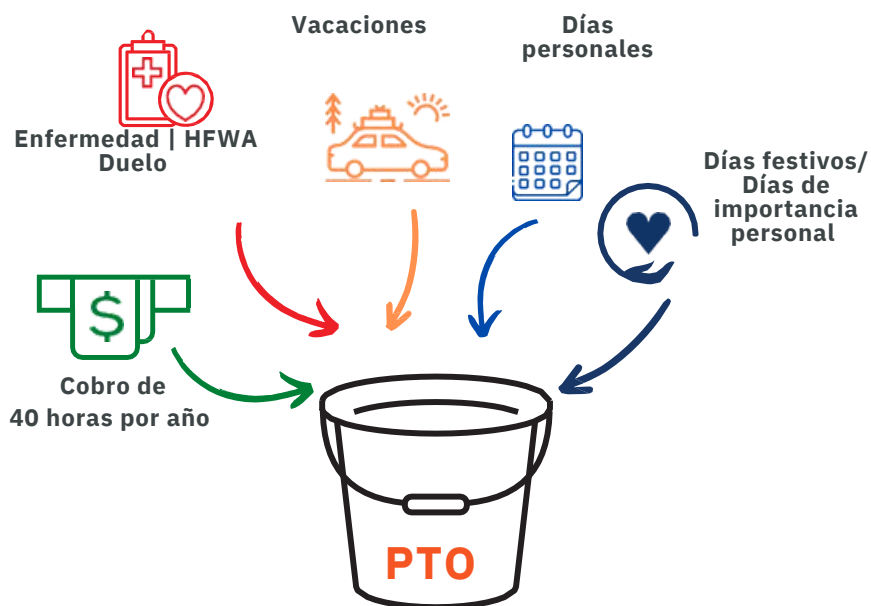 Vacaciones
Días
personales
Enfermedad | HFWA
Duelo
Días festivos/
Días de
importancia
personal
$
Cobro de
40 horas por año
PTO